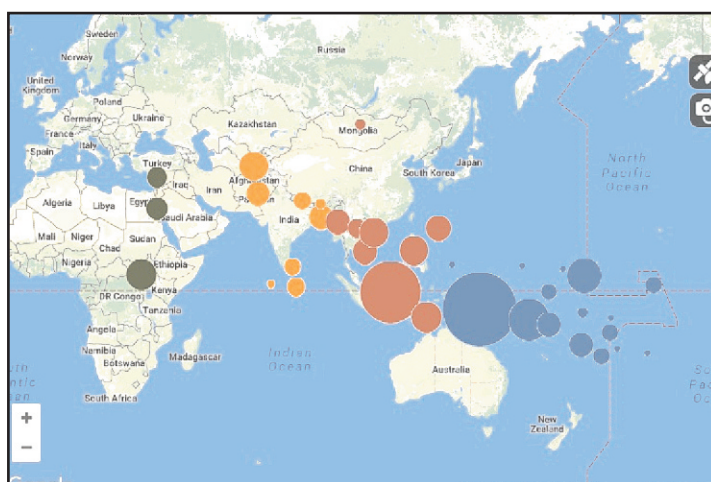 Sweden
Russia
Norway
United
Kingdom
Poland
Germany
Ukraine
Kazakhstan
France
Mongolia
Italy
North
Pacific
Ocean
Spain
Turkey
Japan
China
South Korea
Afghanistan
Iraq
Iran
Algeria
Libya
Egypt
Saudi Arabia
India
Mali
Niger
Sudan
Chad
Nigeria
Ethiopia
Kenya
DR Congo
Tanzania
Angola
Namibia
Botswana
Madagascar
Indian
Ocean
Australia
South Africa
New
Zealand
+
−